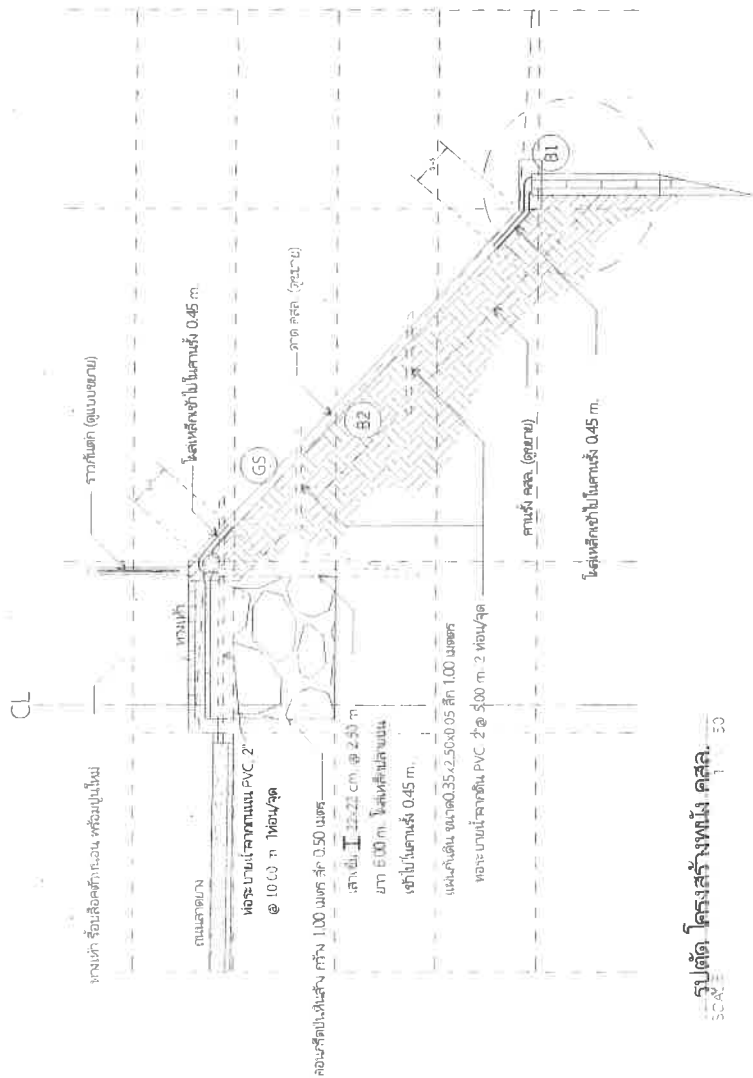 CL
ราวกันตก (ดูแบบขยาย)
ทางเท้า รื้อบล็อคตัวหนอน พร้อมปูใหม่
ทางเท้า
โผล่เหล็กเข้าไปในคานรั้ง 0.45 m.
GS
ดาด คสล. (ดูขยาย)
B2
B1
ถนนลาดยาง
ท่อระบายน้ำจากถนน PVC. 2"
@ 10.00 m 1ท่อน/จุด
คอนกรีตปนหินล้าง กว้าง 1.00 เมตร ลึก 0.50 เมตร
เสาเข็ม I 22x22 cm. @ 2.50 m
ยาว 6.00 m. โผล่เหล็กปลายบน
เข้าไปในคานรั้ง 0.45 m.
แผ่นกันดิน ขนาด0.35x2.50x0.05 ลึก 1.00 เมตร
ท่อระบายน้ำจากดิน PVC 2"@ 5.00 m. 2 ท่อน/จุด
คานรั้ง คสล. (ดูขยาย)
โผล่เหล็กเข้าไปในคานรั้ง 0.45 m.
รูปตัด โครงสร้างพนัง คสล.
SCALE 1 50